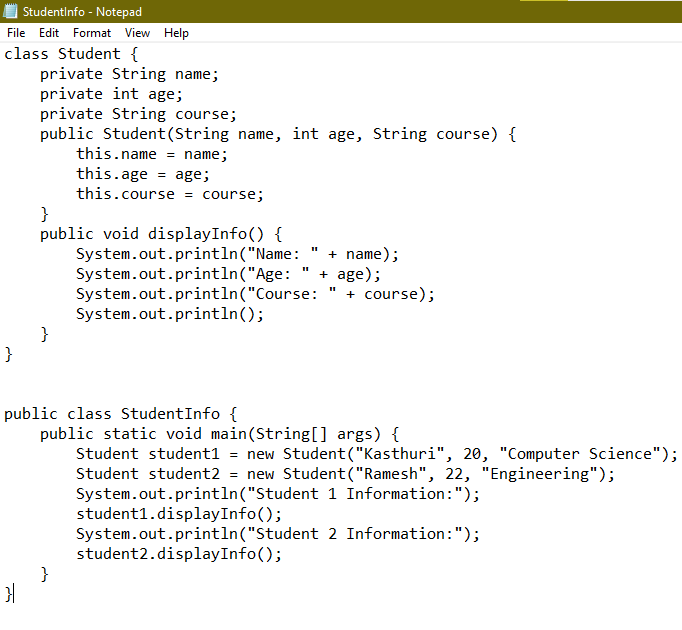 StudentInfo - Notepad
File Edit Format View Help
class Student {
    private String name;
    private int age;
    private String course;
    public Student(String name, int age, String course) {
        this.name = name;
        this.age = age;
        this.course = course;
    }
    public void displayInfo() {
        System.out.println("Name: " + name);
        System.out.println("Age: " + age);
        System.out.println("Course: " + course);
        System.out.println();
    }
}
public class StudentInfo {
    public static void main(String[] args) {
        Student student1 = new Student("Kasthuri", 20, "Computer Science");
        Student student2 = new Student("Ramesh", 22, "Engineering");
        System.out.println("Student 1 Information:");
        student1.displayInfo();
        System.out.println("Student 2 Information:");
        student2.displayInfo();
    }
}